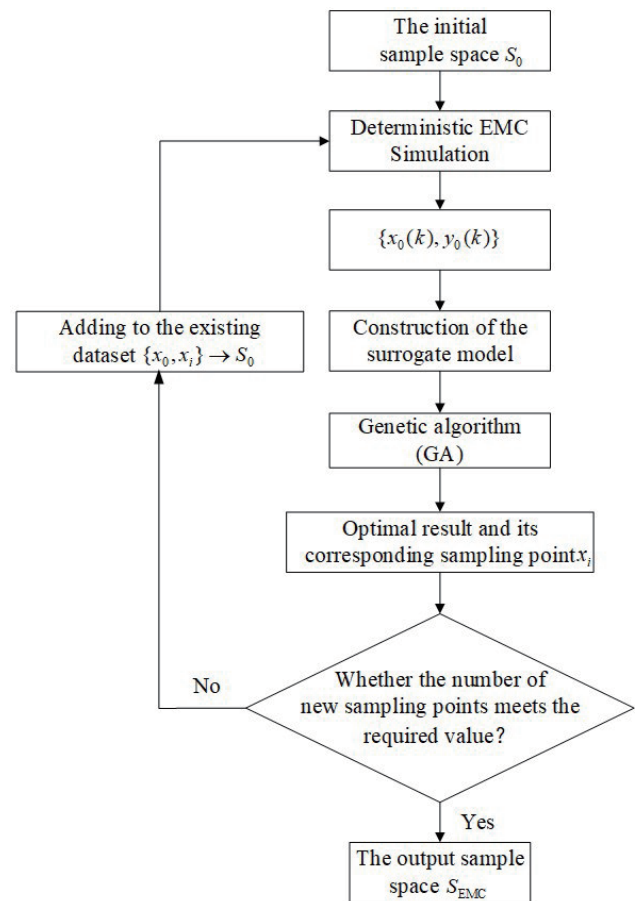 The initial
sample space S₀
Deterministic EMC
Simulation
{x₀(k), y₀(k)}
Adding to the existing
dataset {x₀, xᵢ} → S₀
Construction of the
surrogate model
Genetic algorithm
(GA)
Optimal result and its
corresponding sampling point xᵢ
No
Whether the number of
new sampling points meets the
required value?
Yes
The output sample
space S_EMC